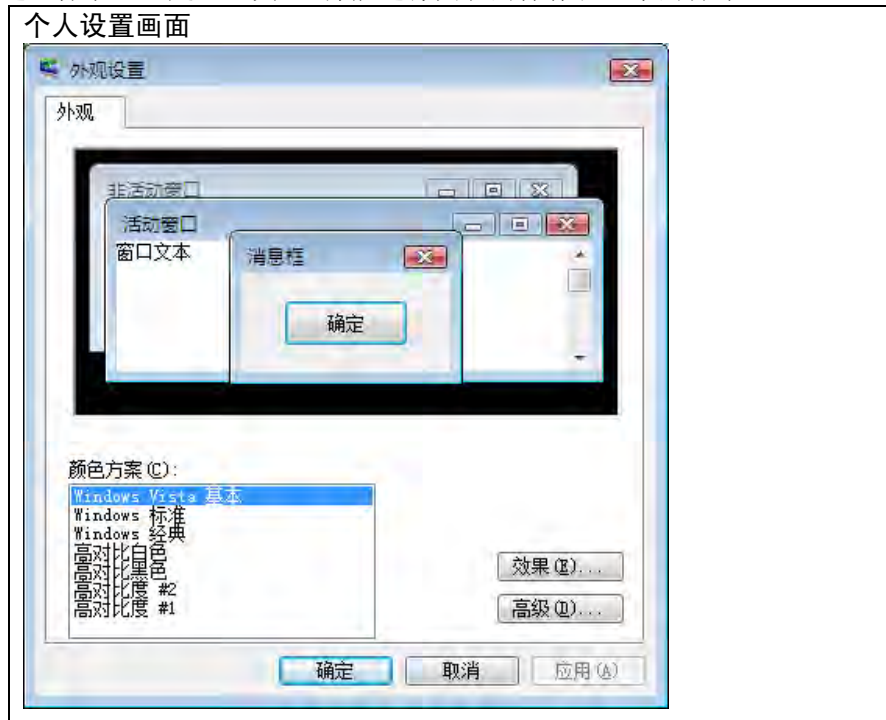 个人设置画面
外观设置
外观
非活动窗口
活动窗口
窗口文本
消息框
确定
颜色方案(C):
Windows Vista 基本
Windows 标准
Windows 经典
高对比白色
高对比黑色
高对比度 #2
高对比度 #1
效果(E)...
高级(D)...
确定
取消
应用(A)